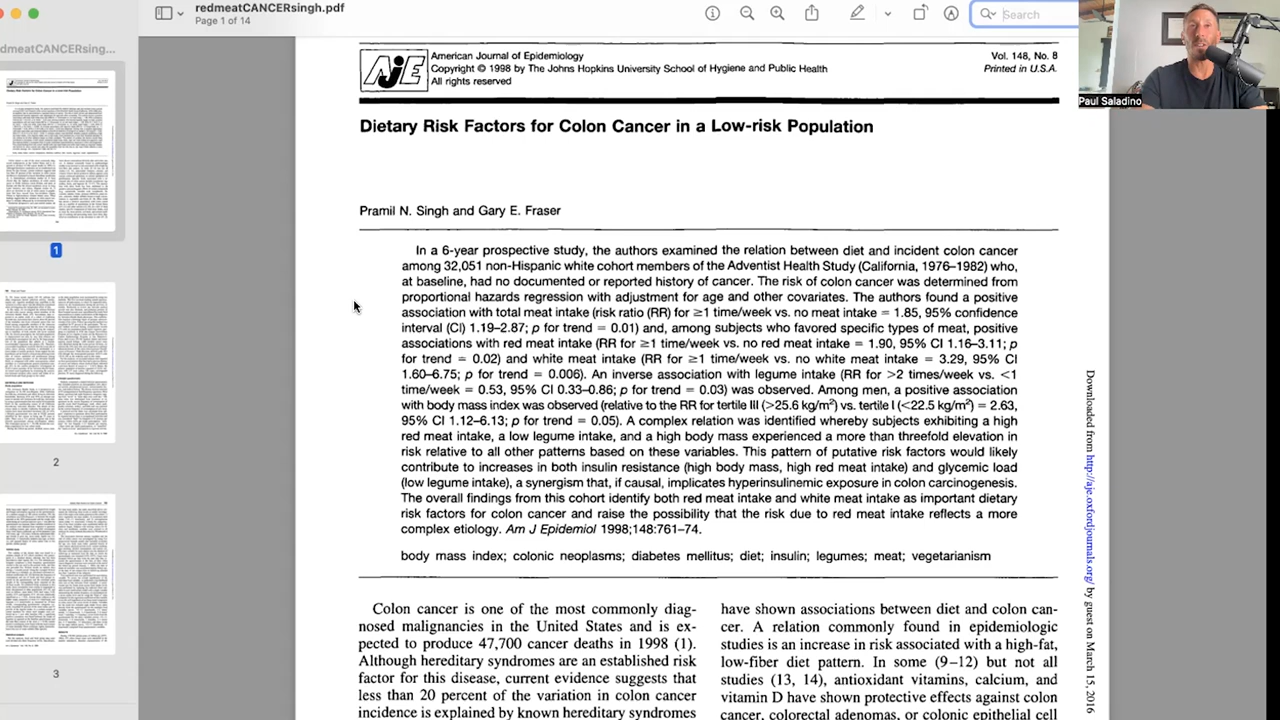 redmeatCANCERsingh.pdf
Page 1 of 14
Search
edmeatCANCERsing...
Paul Saladino
1
2
3
AJE
American Journal of Epidemiology
Copyright © 1998 by The Johns Hopkins University School of Hygiene and Public Health
All rights reserved
Vol. 148, No. 8
Printed in U.S.A.
Dietary Risk Factors for Colon Cancer in a Low-risk Population
Pramil N. Singh and Gary E. Fraser
In a 6-year prospective study, the authors examined the relation between diet and incident colon cancer
among 32,051 non-Hispanic white cohort members of the Adventist Health Study (California, 1976–1982) who,
at baseline, had no documented or reported history of cancer. The risk of colon cancer was determined from
proportional hazards regression with adjustment for age and other covariates. The authors found a positive
association with total meat intake (risk ratio (RR) for ≥1 time/week vs. no meat intake = 1.85, 95% confidence
interval (CI) for trend = 0.01) and, among subjects who favored specific types of meat, positive
associations with red meat intake (RR for ≥1 time/week vs. no red meat intake = 1.90, 95% CI 1.16–3.11; p
for trend = 0.02) and white meat intake (RR for ≥1 time/week vs. no white meat intake = 3.29, 95% CI
1.60–6.75; p for trend = 0.006). An inverse association with legume intake (RR for >2 times/week vs. <1
time/week = 0.53, 95% CI 0.33–0.86; p for trend = 0.03) was observed. Among men, a positive association
with body mass index was observed (relative to the RR for tertile (>25.6 kg/m²) vs. tertile (<22.5 kg/m²) = 2.63,
95% CI 1.12–6.13; p for trend = 0.05). A complex relation was identified whereby subjects exhibiting a high
red meat intake, a low legume intake, and a high body mass experienced a more than threefold elevation in
risk relative to all other patterns based on these variables. This pattern of putative risk factors would likely
contribute to increases in both insulin resistance (high body mass, high red meat intake) and glycemic load
(low legume intake), a synergism that, if causal, implicates hyperinsulinemic exposure in colon carcinogenesis.
The overall findings from this cohort identify both red meat intake and white meat intake as important dietary
risk factors for colon cancer and raise the possibility that the risk due to red meat intake reflects a more
complex Epidemiol 1998;148:761–74.
body mass index; colonic neoplasms; diabetes mellitus; insulin; legumes; meat; vegetarianism
Colon cancer is one of the most commonly diag-
nosed malignancies in the United States and is ex-
pected to produce 47,700 cancer deaths in 1998 (1).
Although hereditary syndromes are an established risk
factor for this disease, current evidence suggests that
less than 20 percent of the variation in colon cancer
incidence is explained by known hereditary syndromes
have shown associations between diet and colon can-
cer. A relation commonly found in epidemiologic
studies is an increase in risk associated with a high-fat,
low-fiber diet pattern. In some (9–12) but not all
studies (13, 14), antioxidant vitamins, calcium, and
vitamin D have shown protective effects against colon
cancer, colorectal adenomas, or colonic epithelial cell
Downloaded from http://aje.oxfordjournals.org/ by guest on March 15, 2016